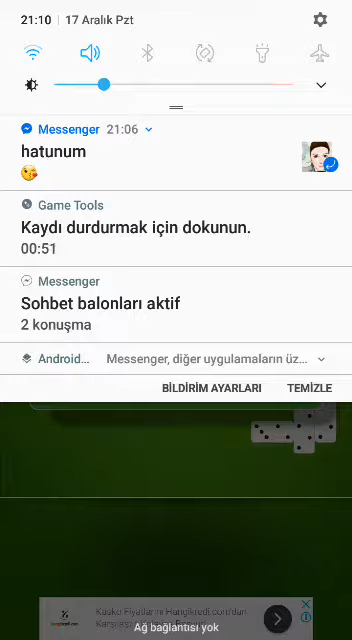 21:10 | 17 Aralık Pzt
Messenger 21:06
hatunum
Game Tools
Kaydı durdurmak için dokunun.
00:51
Messenger
Sohbet balonları aktif
2 konuşma
Android... Messenger, diğer uygulamaların üz...
BİLDİRİM AYARLARI TEMİZLE
Kasko Fiyatlarını Hangikredi.com'dan
Ağ bağlantısı yok